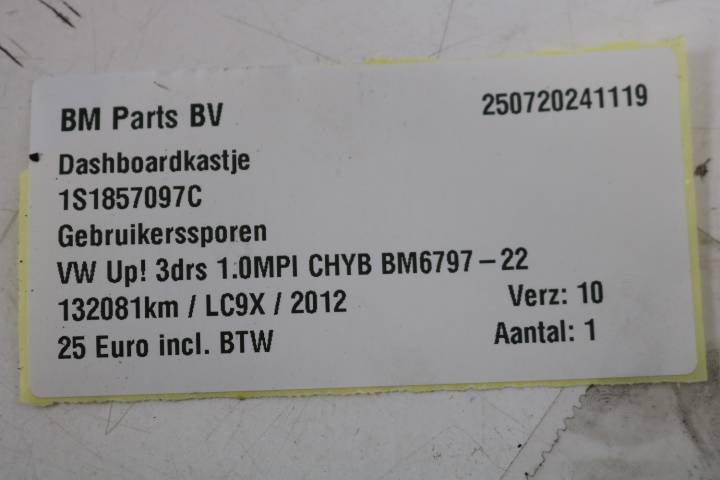 BM Parts BV 250720241119
Dashboardkastje
1S1857097C
Gebruikerssporen
VW Up! 3drs 1.0MPI CHYB BM6797-22
132081km / LC9X / 2012 Verz: 10
25 Euro incl. BTW Aantal: 1